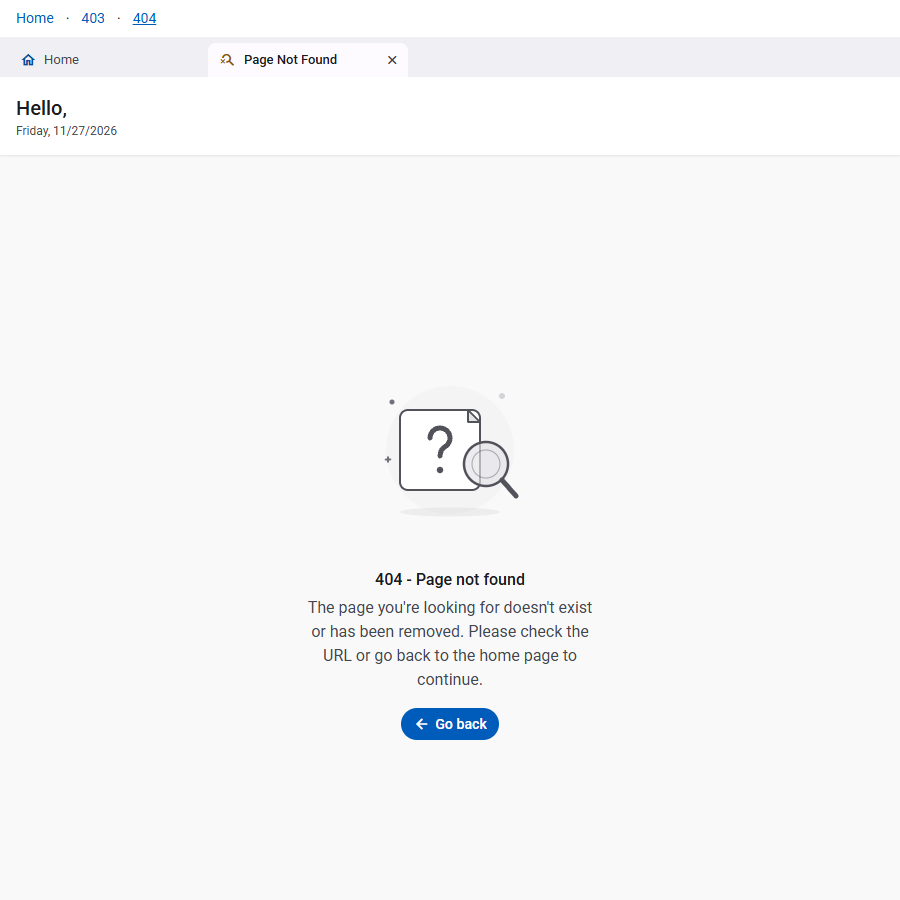 Home · 403 · 404
Home
Page Not Found
Hello,
Friday, 11/27/2026
?
404 - Page not found
The page you're looking for doesn't exist
or has been removed. Please check the
URL or go back to the home page to
continue.
Go back